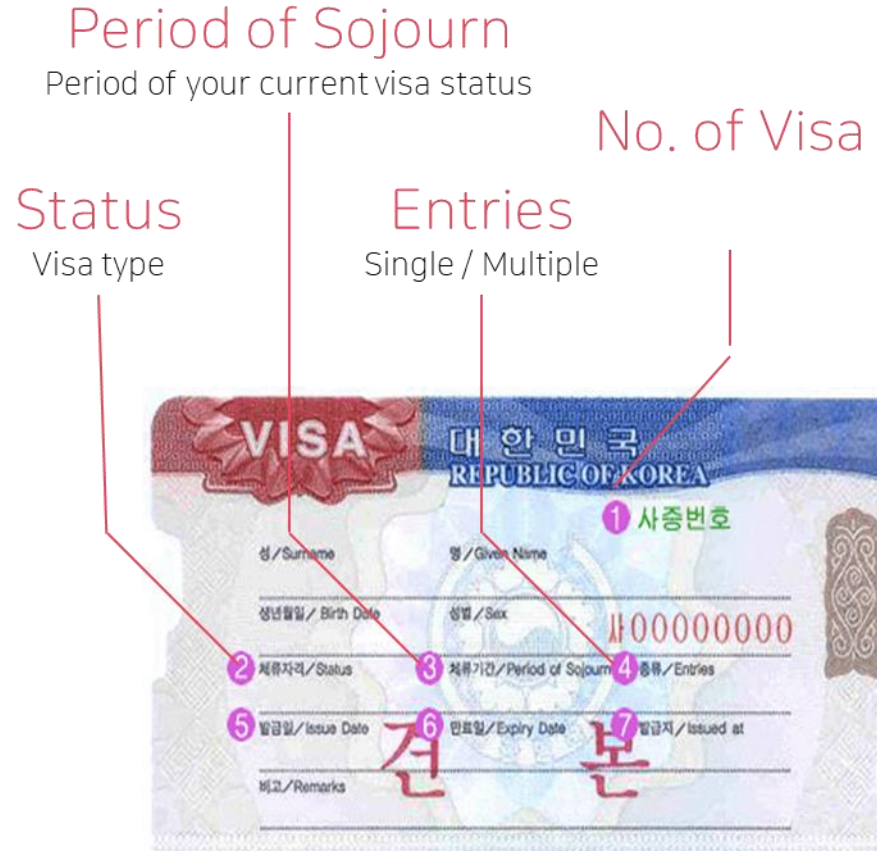 Period of Sojourn
Period of your current visa status
No. of Visa
Status
Visa type
Entries
Single / Multiple
VISA
대한민국
REPUBLIC OF KOREA
1 사증번호
성/Surname
명/Given Name
생년월일/ Birth Date
성별/Sex
사00000000
2 체류자격/Status
3 체류기간/Period of Sojourn
4 종류/Entries
5 발급일/Issue Date
6 만료일/Expiry Date
7 발급지/Issued at
견본
비고/Remarks